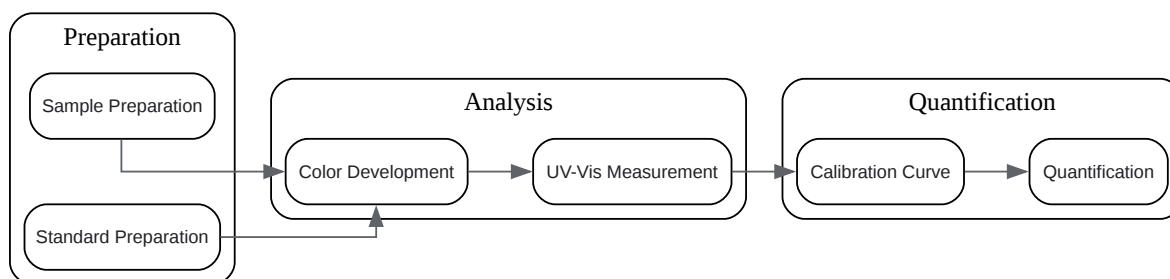 Preparation
Sample Preparation
Standard Preparation
Analysis
Color Development
UV-Vis Measurement
Quantification
Calibration Curve
Quantification